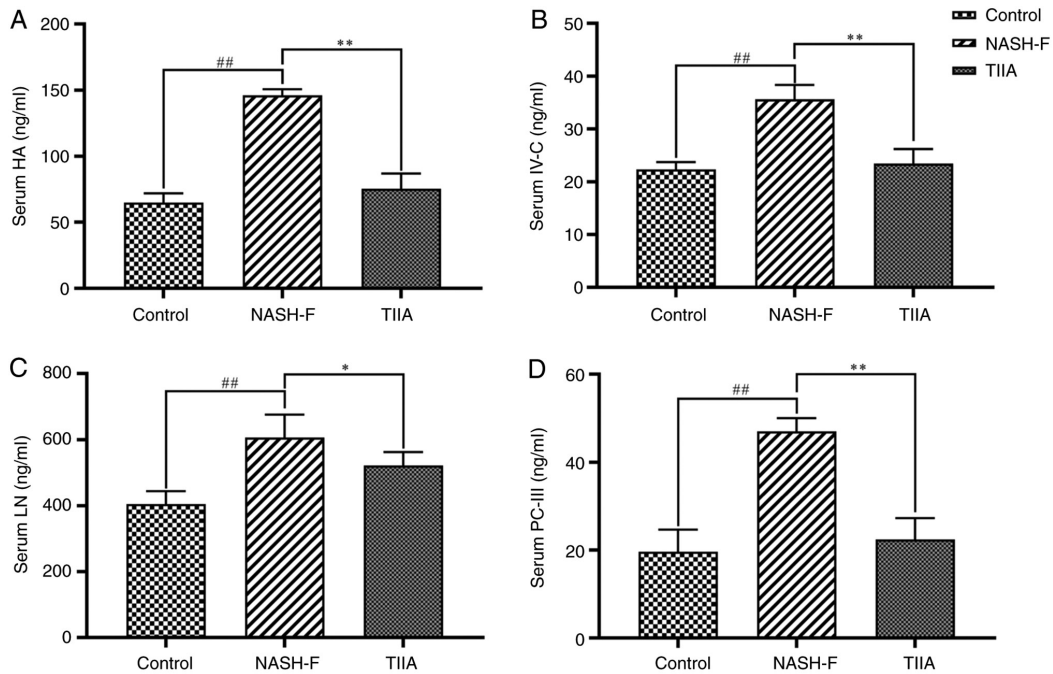 A
Serum HA (ng/ml)
200
150
100
50
0
##
**
Control NASH-F TIIA
B
Serum IV-C (ng/ml)
50
40
30
20
10
0
##
**
Control NASH-F TIIA
Control
NASH-F
TIIA
C
Serum LN (ng/ml)
800
600
400
200
0
##
*
Control NASH-F TIIA
D
Serum PC-III (ng/ml)
60
40
20
0
##
**
Control NASH-F TIIA